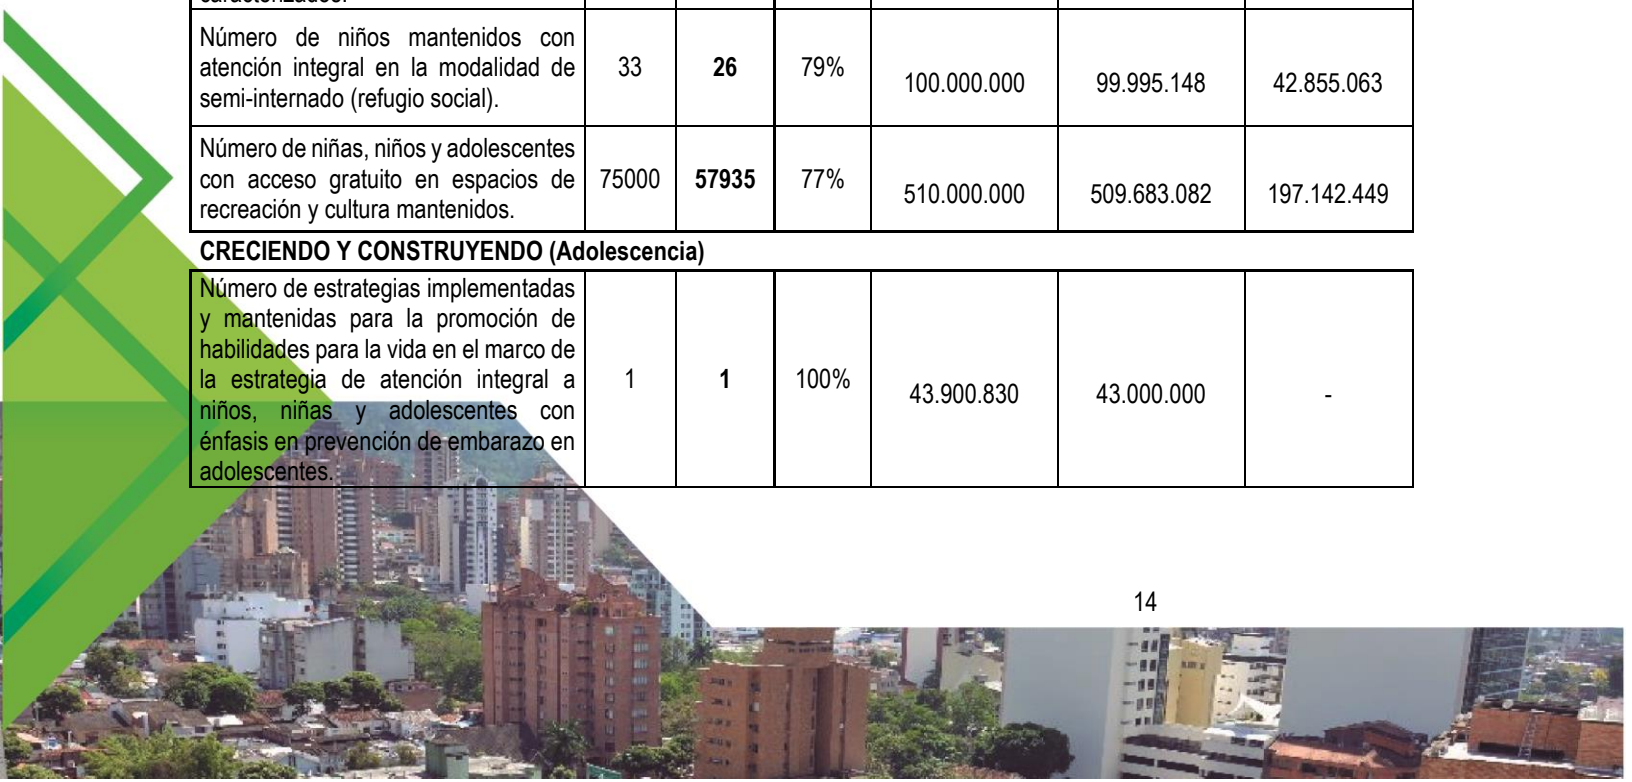 caracterizados.
Número de niños mantenidos con
atención integral en la modalidad de
semi-internado (refugio social).
33
26
79%
100.000.000
99.995.148
42.855.063
Número de niñas, niños y adolescentes
con acceso gratuito en espacios de
recreación y cultura mantenidos.
75000
57935
77%
510.000.000
509.683.082
197.142.449
CRECIENDO Y CONSTRUYENDO (Adolescencia)
Número de estrategias implementadas
y mantenidas para la promoción de
habilidades para la vida en el marco de
la estrategia de atención integral a
niños, niñas y adolescentes con
énfasis en prevención de embarazo en
adolescentes.
1
1
100%
43.900.830
43.000.000
-
14